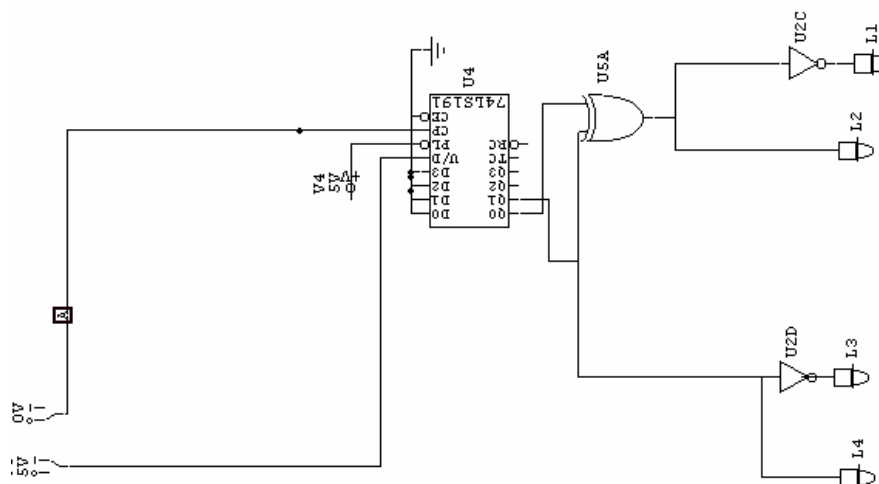 U4
74LS191
CE
CP
PL
U/D
D3
D2
D1
D0
RC
TC
Q3
Q2
Q1
Q0
V4
5V
+
U5A
U2C
L1
L2
U2D
L3
L4
A
0V
5V